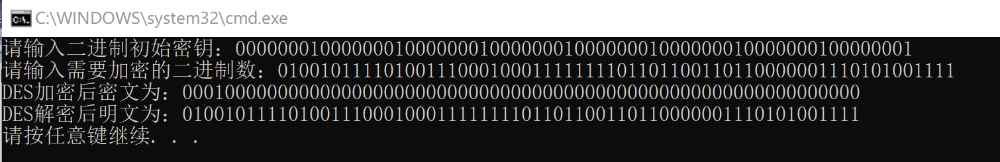 C:\WINDOWS\system32\cmd.exe
请输入二进制初始密钥：0000000100000001000000010000000100000001000000010000000100000001
请输入需要加密的二进制数：0100101111010011100010001111111101101100110110000001110101001111
DES加密后密文为：0001000000000000000000000000000000000000000000000000000000000000
DES解密后明文为：0100101111010011100010001111111101101100110110000001110101001111
请按任意键继续. . .